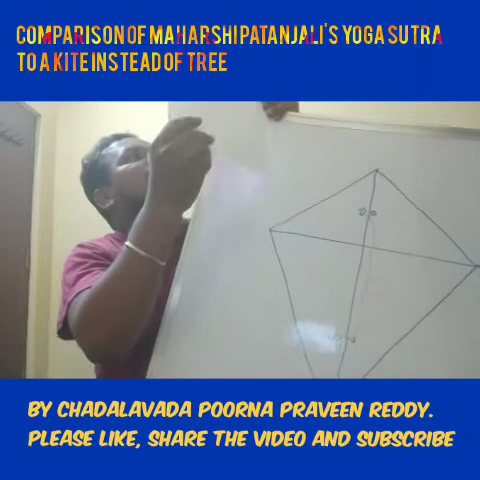 COMPARISON OF MAHARSHI PATANJALI'S YOGA SUTRA
TO A KITE INSTEAD OF TREE
BY CHADALAVADA POORNA PRAVEEN REDDY.
PLEASE LIKE, SHARE THE VIDEO AND SUBSCRIBE